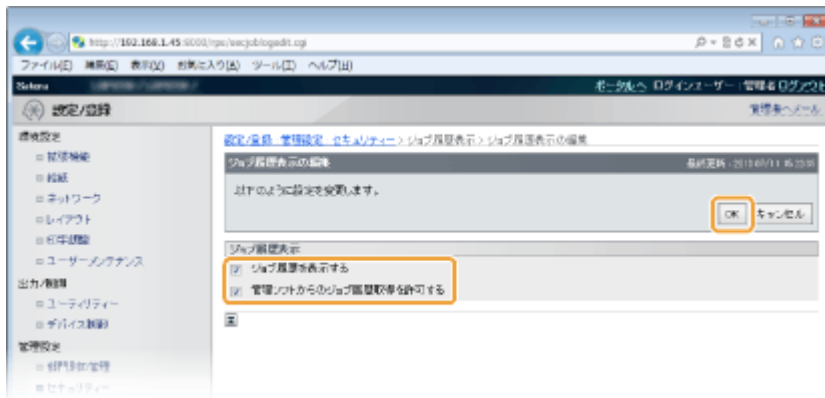 http://192.168.1.45:8000/rps/csecjoblogedit.cgi
ファイル(E) 編集(E) 表示(V) お気に入り(A) ツール(T) ヘルプ(H)
Satera
ポータルへ ログインユーザー：管理者 ログアウト
設定/登録
管理者へメール
環境設定
拡張機能
給紙
ネットワーク
レイアウト
印字調整
ユーザーメンテナンス
出力/制御
ユーティリティー
デバイス制御
管理設定
部門別ID管理
セキュリティー
設定/登録：管理設定：セキュリティー > ジョブ履歴表示 > ジョブ履歴表示の編集
ジョブ履歴表示の編集
最終更新 :
以下のように設定を変更します。
OK キャンセル
ジョブ履歴表示
ジョブ履歴を表示する
管理ソフトからのジョブ履歴取得を許可する